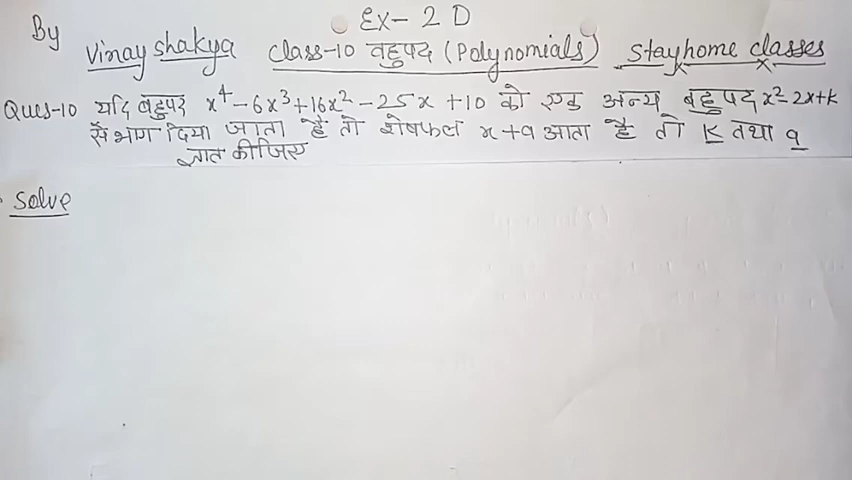 Ex- 2 D
By Vinay shakya Class-10 बहुपद (Polynomials) Stayhome classes
Ques-10 यदि बहुपद x⁴-6x³+16x²-25x+10 को एक अन्य बहुपद x²-2x+k
से भाग दिया जाता है तो शेषफल x+a आता है तो K तथा a
ज्ञात कीजिए
Solve